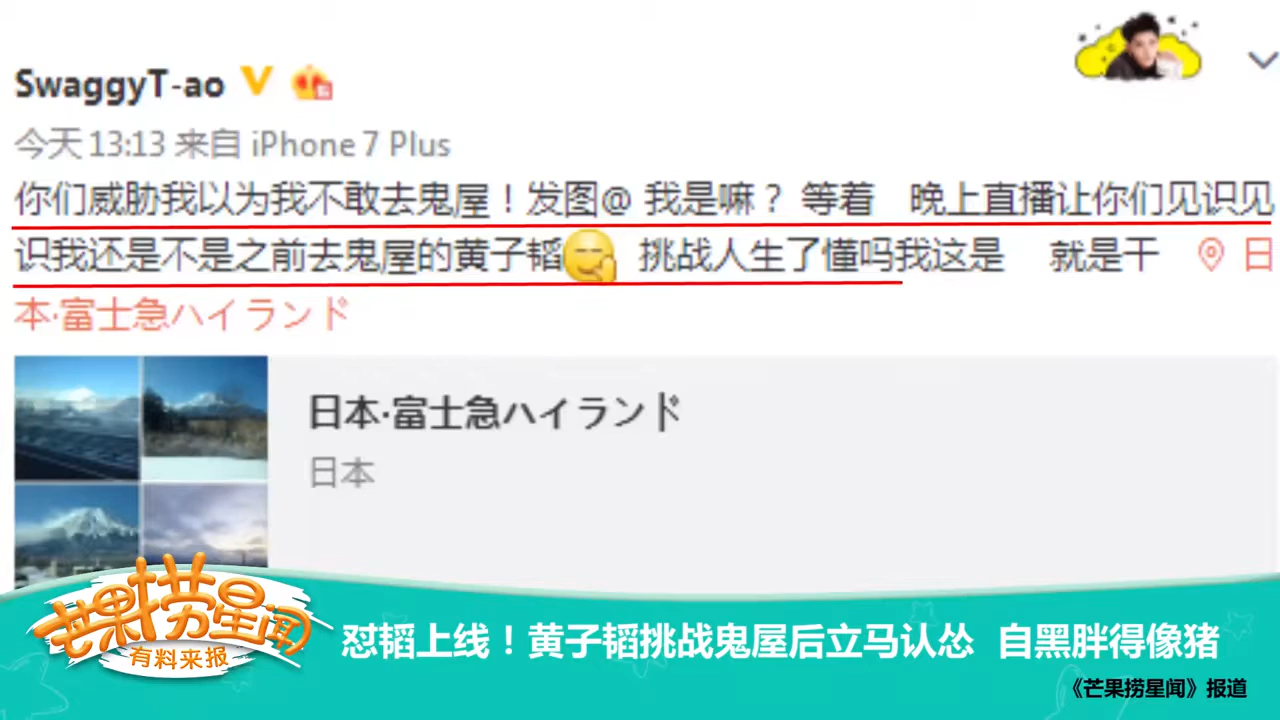 SwaggyT-ao
今天 13:13 来自 iPhone 7 Plus
你们威胁我以为我不敢去鬼屋！发图@ 我是嘛？ 等着 晚上直播让你们见识见
识我还是不是之前去鬼屋的黄子韬 挑战人生了懂吗我这是 就是干 日
本·富士急ハイランド
日本·富士急ハイランド
日本
芒果捞星闻
有料来报
怼韬上线！黄子韬挑战鬼屋后立马认怂 自黑胖得像猪
《芒果捞星闻》报道